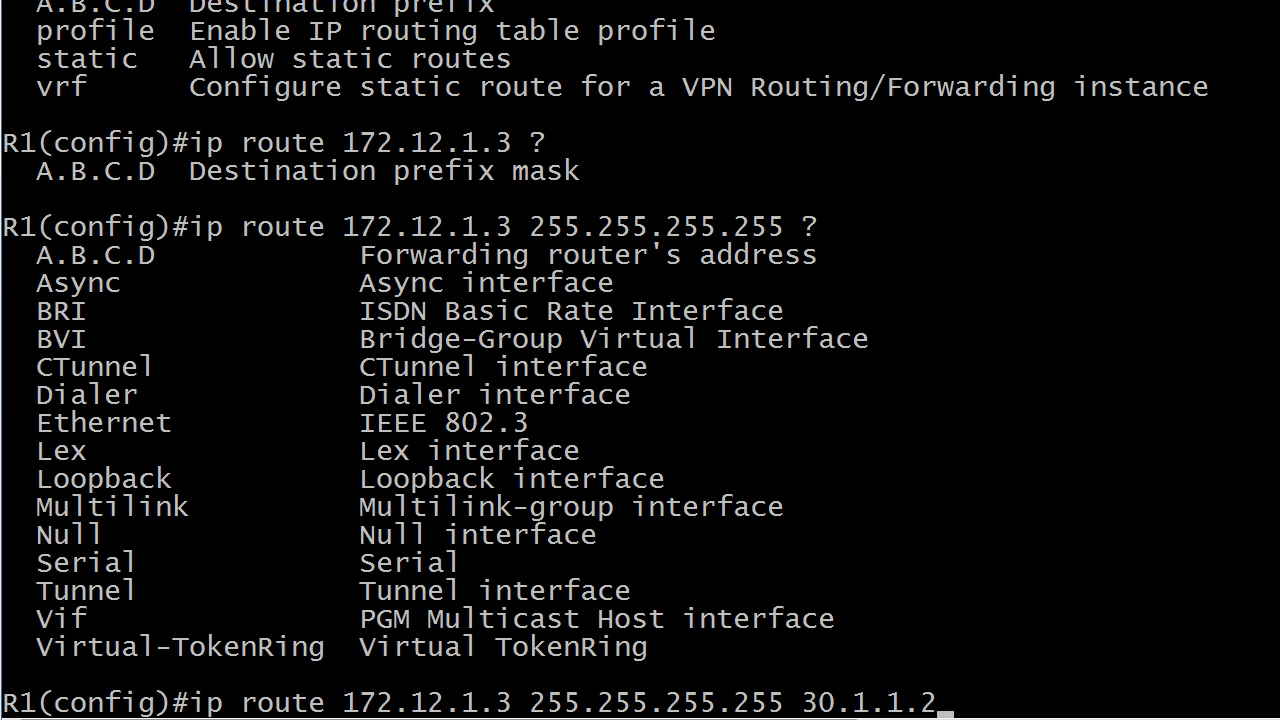 A.B.C.D  Destination prefix
profile  Enable IP routing table profile
static   Allow static routes
vrf      Configure static route for a VPN Routing/Forwarding instance
R1(config)#ip route 172.12.1.3 ?
A.B.C.D  Destination prefix mask
R1(config)#ip route 172.12.1.3 255.255.255.255 ?
A.B.C.D            Forwarding router's address
Async              Async interface
BRI                ISDN Basic Rate Interface
BVI                Bridge-Group Virtual Interface
CTunnel            CTunnel interface
Dialer             Dialer interface
Ethernet           IEEE 802.3
Lex                Lex interface
Loopback           Loopback interface
Multilink          Multilink-group interface
Null               Null interface
Serial             Serial
Tunnel             Tunnel interface
Vif                PGM Multicast Host interface
Virtual-TokenRing  Virtual TokenRing
R1(config)#ip route 172.12.1.3 255.255.255.255 30.1.1.2